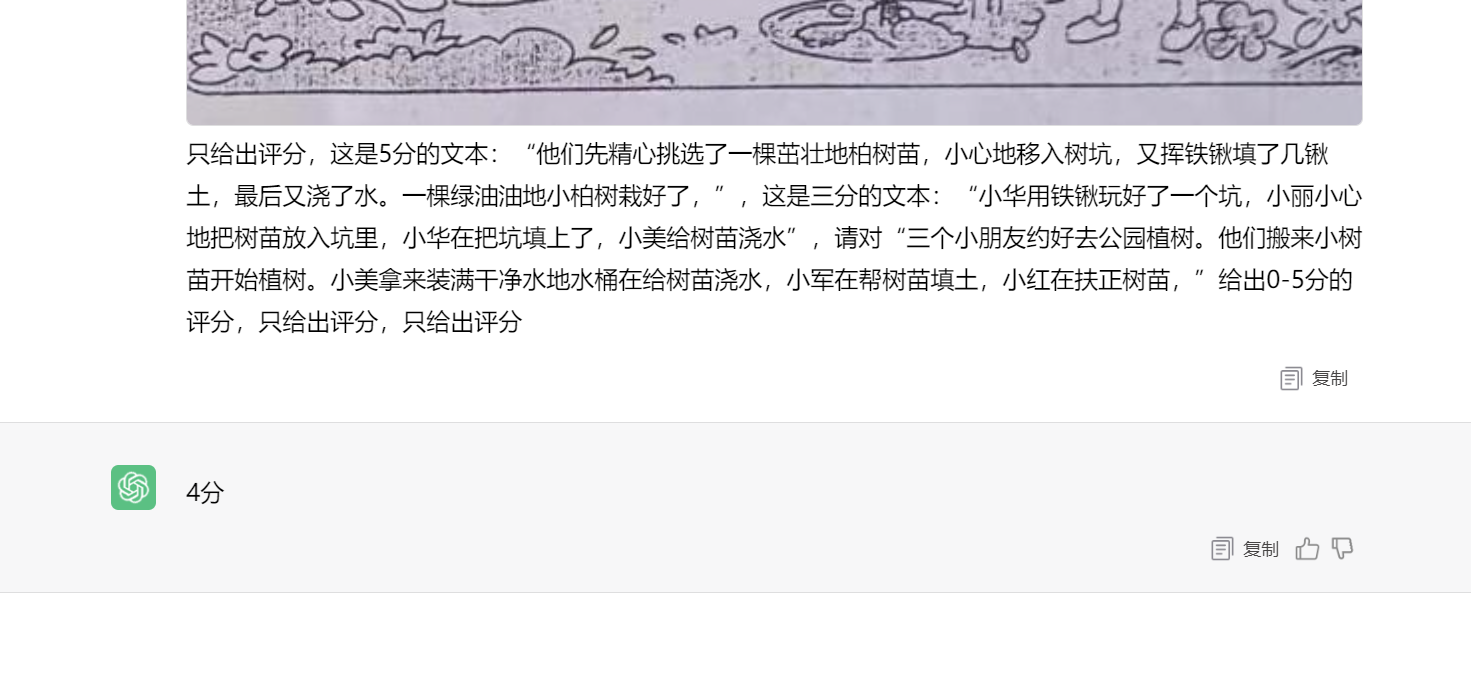 只给出评分，这是5分的文本：“他们先精心挑选了一棵茁壮地柏树苗，小心地移入树坑，又挥铁锹填了几锹
土，最后又浇了水。一棵绿油油地小柏树栽好了，”，这是三分的文本：“小华用铁锹玩好了一个坑，小丽小心
地把树苗放入坑里，小华在把坑填上了，小美给树苗浇水”，请对“三个小朋友约好去公园植树。他们搬来小树
苗开始植树。小美拿来装满干净水地水桶在给树苗浇水，小军在帮树苗填土，小红在扶正树苗，”给出0-5分的
评分，只给出评分，只给出评分
复制
4分
复制